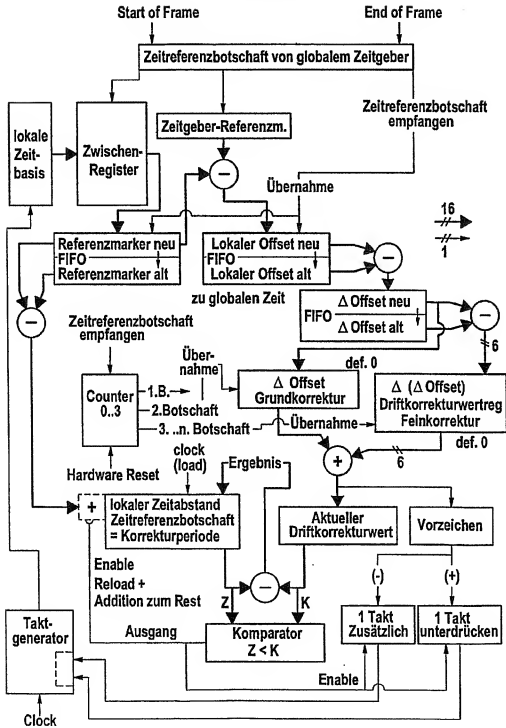 Start of Frame
End of Frame
Zeitreferenzbotschaft von globalem Zeitgeber
lokale
Zeit-
basis
Zwischen-
Register
Zeitgeber-Referenzm.
Zeitreferenzbotschaft
empfangen
−
Übernahme
16
1
Referenzmarker neu
FIFO
Referenzmarker alt
Lokaler Offset neu
FIFO
Lokaler Offset alt
−
zu globalen Zeit
−
Δ Offset neu
FIFO
Δ Offset alt
−
6
Zeitreferenzbotschaft
empfangen
Über-
nahme
def. 0
Counter
0..3
1.B.
2.Botschaft
3. ..n. Botschaft
Δ Offset
Grundkorrektur
Übernahme
Δ (Δ Offset)
Driftkorrekturwertreg
Feinkorrektur
def. 0
Hardware Reset
clock
(load)
Ergebnis
+
6
+
lokaler Zeitabstand
Zeitreferenzbotschaft
= Korrekturperiode
Aktueller
Driftkorrekturwert
Vorzeichen
Enable
Reload +
Addition zum Rest
−
(-)
(+)
Z
K
Takt-
generator
Ausgang
Komparator
Z < K
1 Takt
Zusätzlich
1 Takt
unterdrücken
Enable
Clock